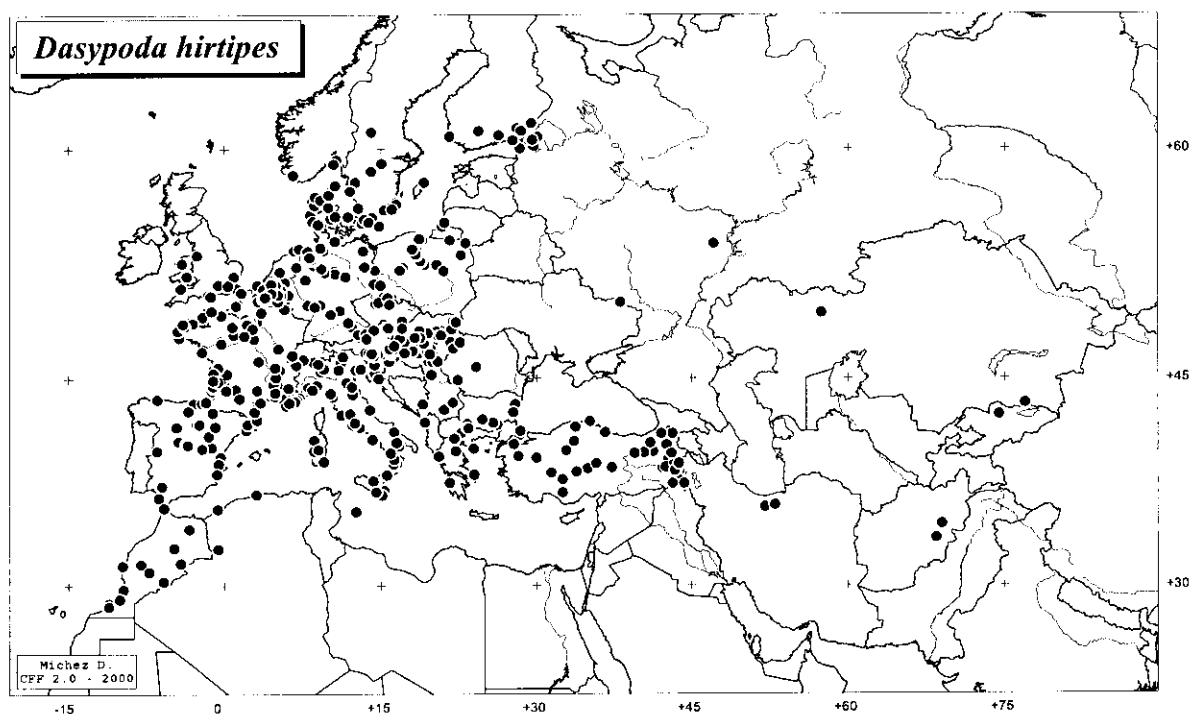 Dasypoda hirtipes
+60
+45
+30
Michez D.
CFF 2.0 - 2000
-15 0 +15 +30 +45 +60 +75